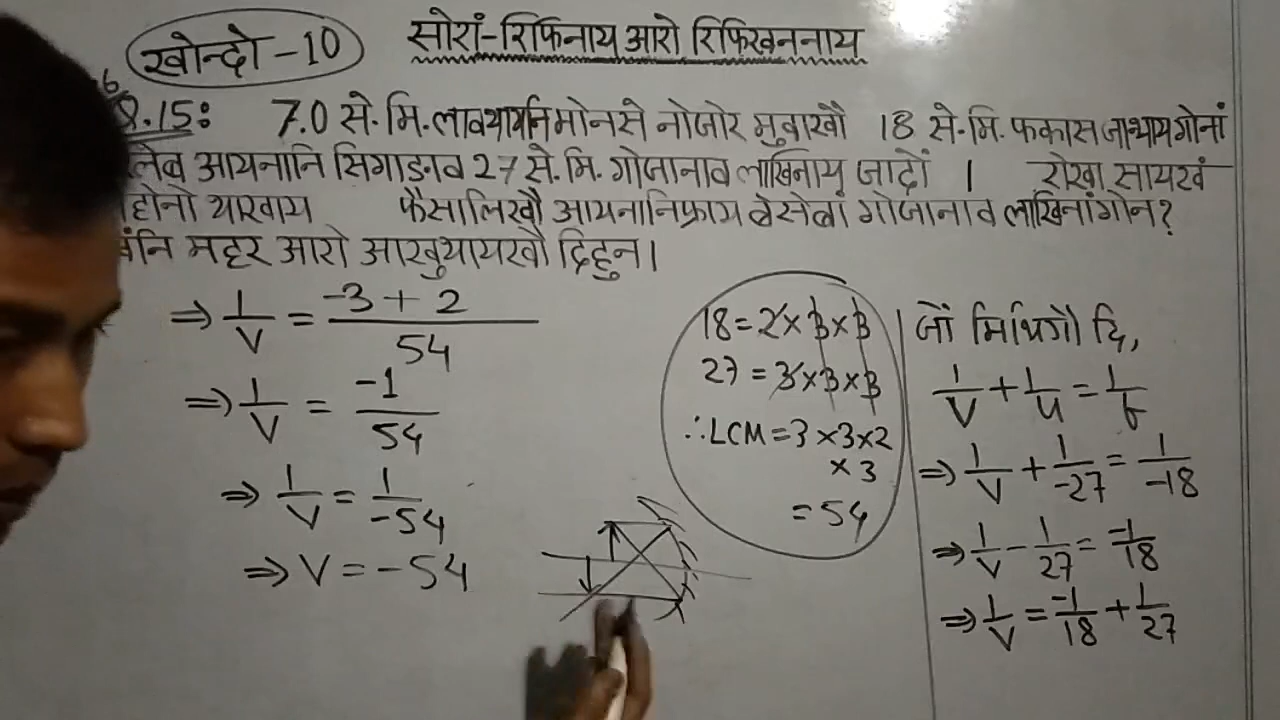 खोन्दो - 10
सोरां-रिफिनाय आरो रिफिखननाय
Q.15: 7.0 से. मि. लाव थायनि मोनसे नोजोर मुवाखौ 18 से. मि. फकास जानथाय गोनां
आयनानि सिगाङाव 27 से. मि. गोजानाव लाखिनाय जादों । रोखा सायखं
होनो थाखाय फैसालिखौ आयनानिफ्राय बेसेबां गोजानाव लाखिनांगोन?
महर आरो आखुथायखौ दिहुन।
⇒ 1/V = (-3 + 2)/54
⇒ 1/V = -1/54
⇒ 1/V = 1/-54
⇒ V = -54
18 = 2 × 3 × 3
27 = 3 × 3 × 3
∴ LCM = 3 × 3 × 2
× 3
= 54
जों मिथिगौ दि,
1/V + 1/u = 1/f
⇒ 1/V + 1/-27 = 1/-18
⇒ 1/V - 1/27 = -1/18
⇒ 1/V = -1/18 + 1/27